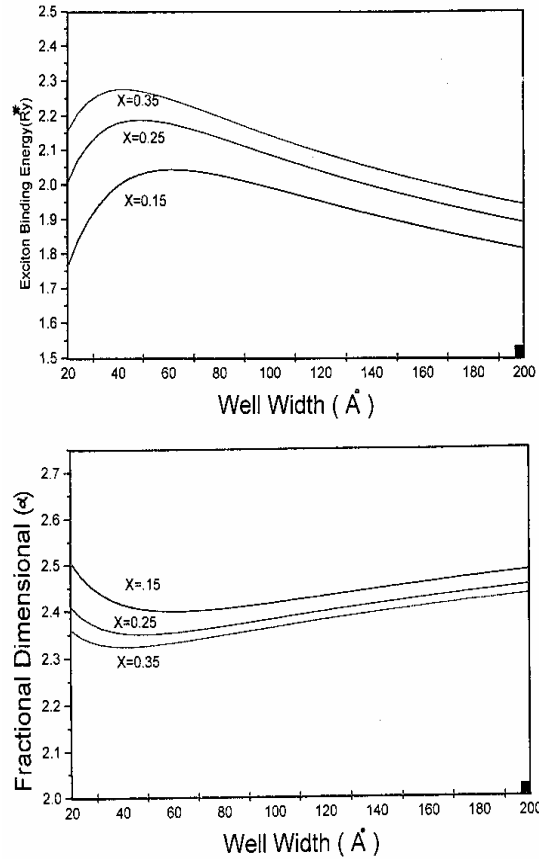 Exciton Binding Energy(Ry*)
2.5
2.4
2.3
2.2
2.1
2.0
1.9
1.8
1.7
1.6
1.5
X=0.35
X=0.25
X=0.15
20 40 60 80 100 120 140 160 180 200
Well Width ( Å )
Fractional Dimensional (α)
2.7
2.6
2.5
2.4
2.3
2.2
2.1
2.0
X=.15
X=0.25
X=0.35
20 40 60 80 100 120 140 160 180 200
Well Width ( Å )